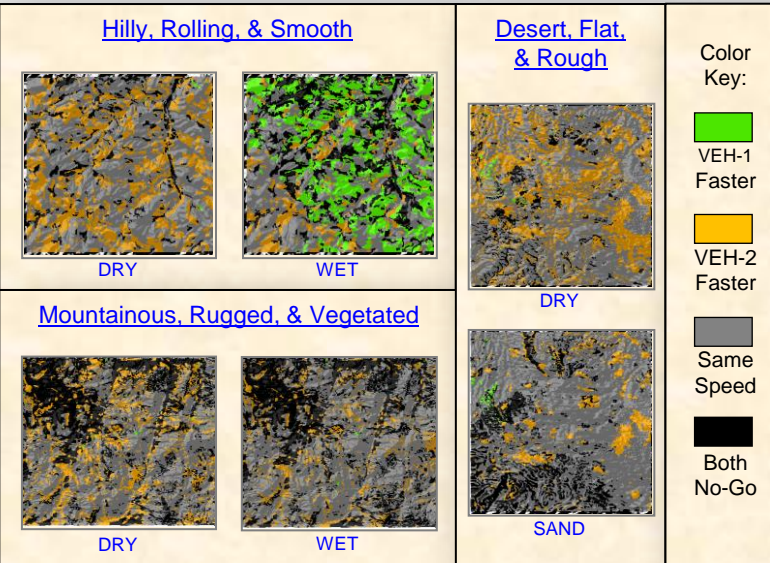 Hilly, Rolling, & Smooth
DRY
WET
Mountainous, Rugged, & Vegetated
DRY
WET
Desert, Flat,
& Rough
DRY
SAND
Color
Key:
VEH-1
Faster
VEH-2
Faster
Same
Speed
Both
No-Go